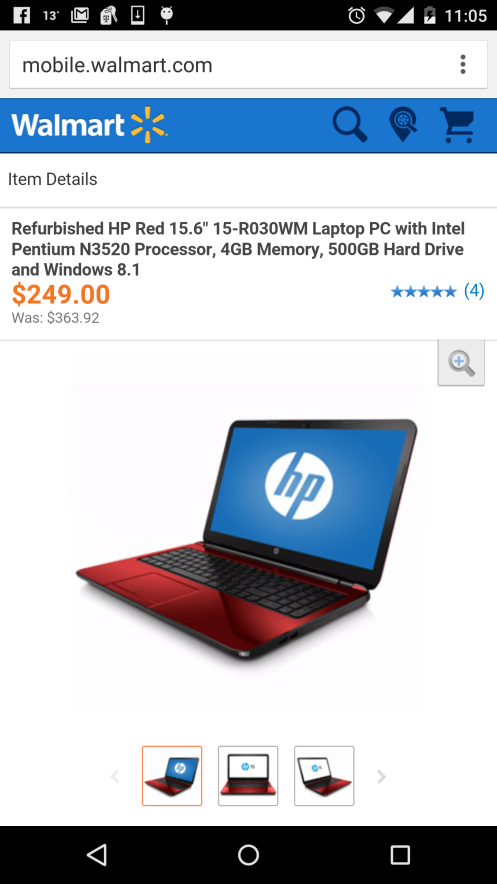 13°
11:05
mobile.walmart.com
Walmart
Item Details
Refurbished HP Red 15.6" 15-R030WM Laptop PC with Intel
Pentium N3520 Processor, 4GB Memory, 500GB Hard Drive
and Windows 8.1
$249.00
(4)
Was: $363.92
hp